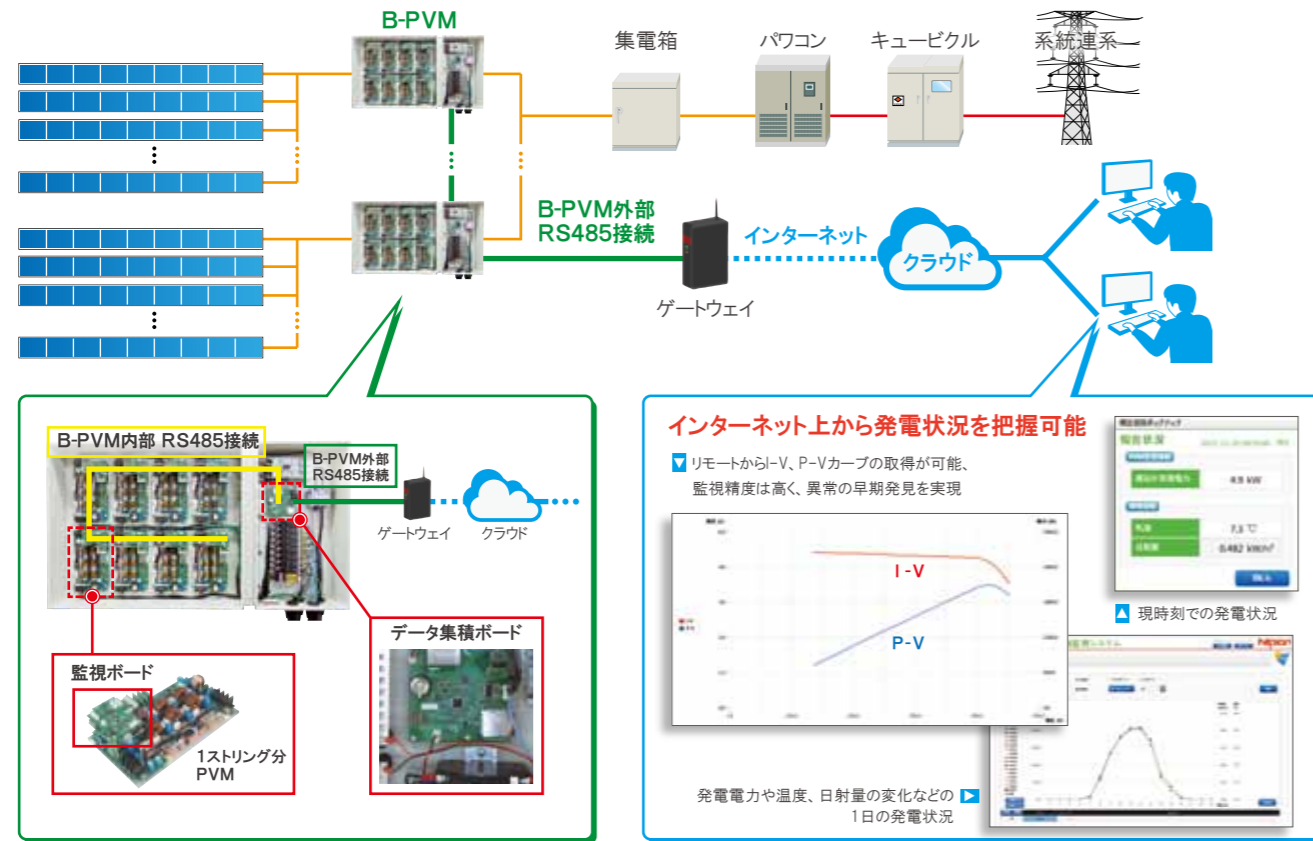 B-PVM
集電箱
パワコン
キュービクル
系統連系
B-PVM外部
RS485接続
インターネット
クラウド
ゲートウェイ
B-PVM内部 RS485接続
B-PVM外部
RS485接続
ゲートウェイ
クラウド
監視ボード
1ストリング分
PVM
データ集積ボード
インターネット上から発電状況を把握可能
リモートからI-V、P-Vカーブの取得が可能、
監視精度は高く、異常の早期発見を実現
I-V
P-V
4.9 kW
7.3 ℃
0.482 kW/m²
現時刻での発電状況
発電電力や温度、日射量の変化などの
1日の発電状況